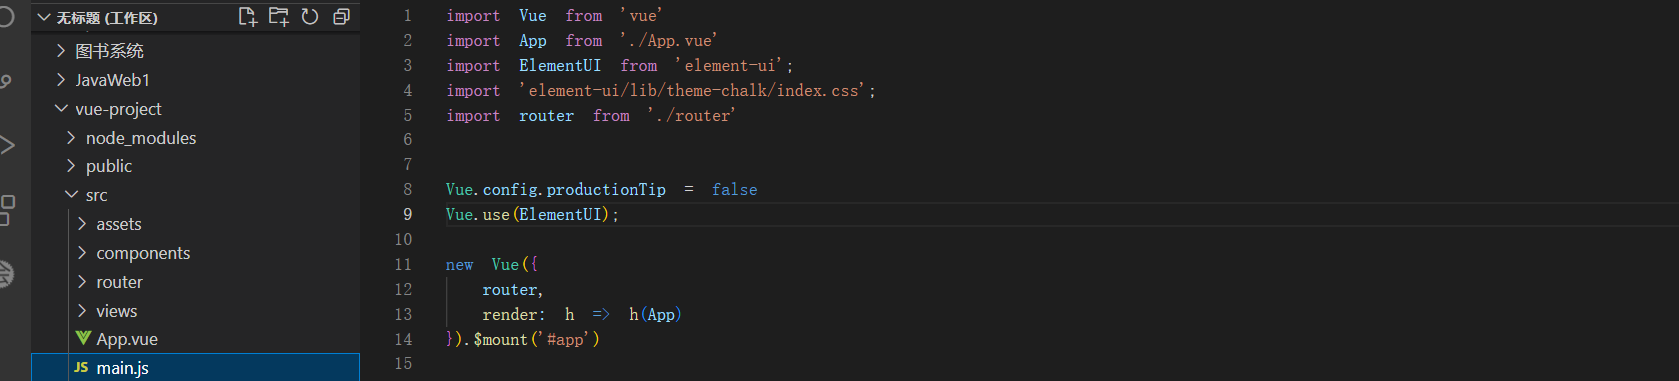 无标题 (工作区)
图书系统
JavaWeb1
vue-project
node_modules
public
src
assets
components
router
views
App.vue
JS main.js
1 import Vue from 'vue'
2 import App from './App.vue'
3 import ElementUI from 'element-ui';
4 import 'element-ui/lib/theme-chalk/index.css';
5 import router from './router'
6
7
8 Vue.config.productionTip = false
9 Vue.use(ElementUI);
10
11 new Vue({
12 router,
13 render: h => h(App)
14 }).$mount('#app')
15